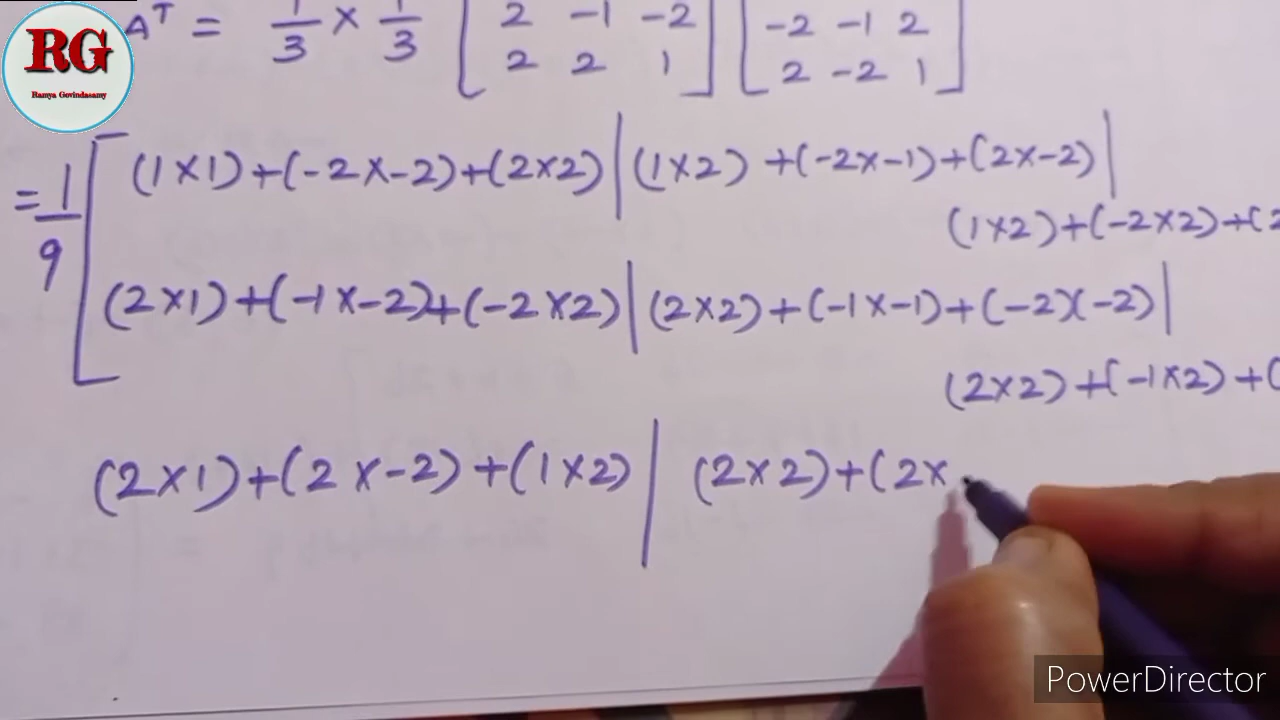 RG
Ramya Govindasamy
Aᵀ = 1/3 × 1/3 [2 -1 -2 [-2 -1 2
2 2 1] 2 -2 1]
= 1/9 [(1×1)+(-2×-2)+(2×2) | (1×2) +(-2×-1)+(2×-2) |
(1×2)+(-2×2)+(2
(2×1)+(-1×-2)+(-2×2) | (2×2)+(-1×-1)+(-2)(-2) |
(2×2)+(-1×2)+(
(2×1)+(2×-2)+(1×2) | (2×2)+(2×
PowerDirector